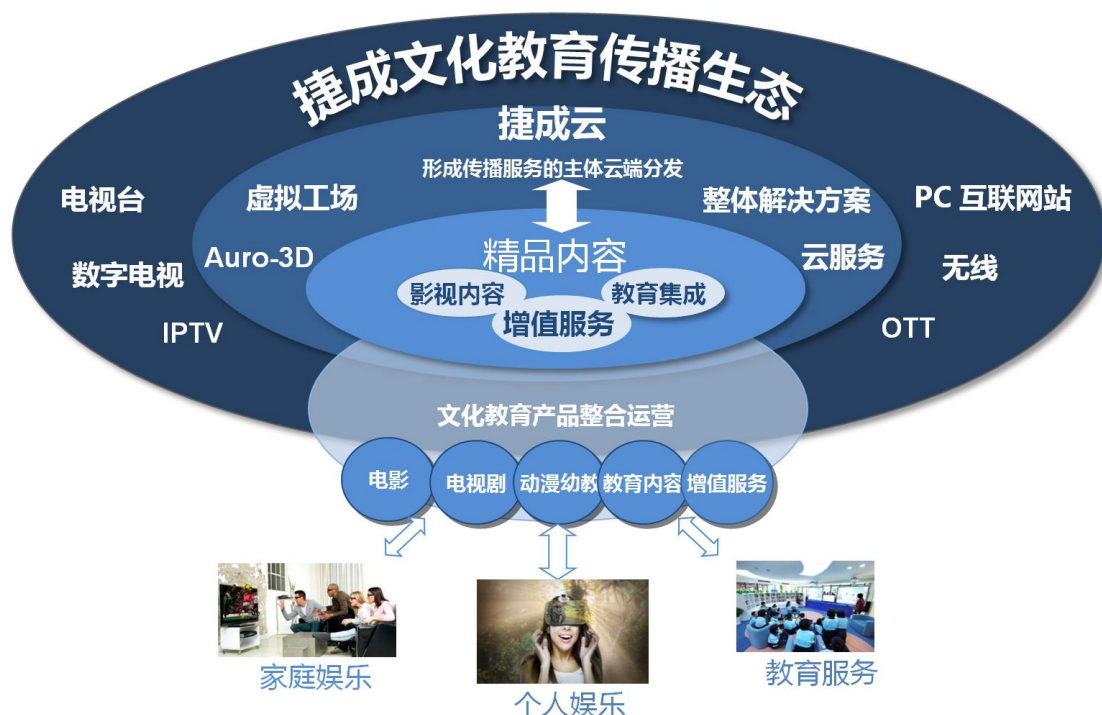 捷成文化教育传播生态
捷成云
形成传播服务的主体云端分发
电视台
虚拟工场
整体解决方案
PC 互联网站
数字电视
Auro-3D
精品内容
云服务
无线
影视内容
教育集成
增值服务
IPTV
OTT
文化教育产品整合运营
电影
电视剧
动漫幼教
教育内容
增值服务
家庭娱乐
个人娱乐
教育服务